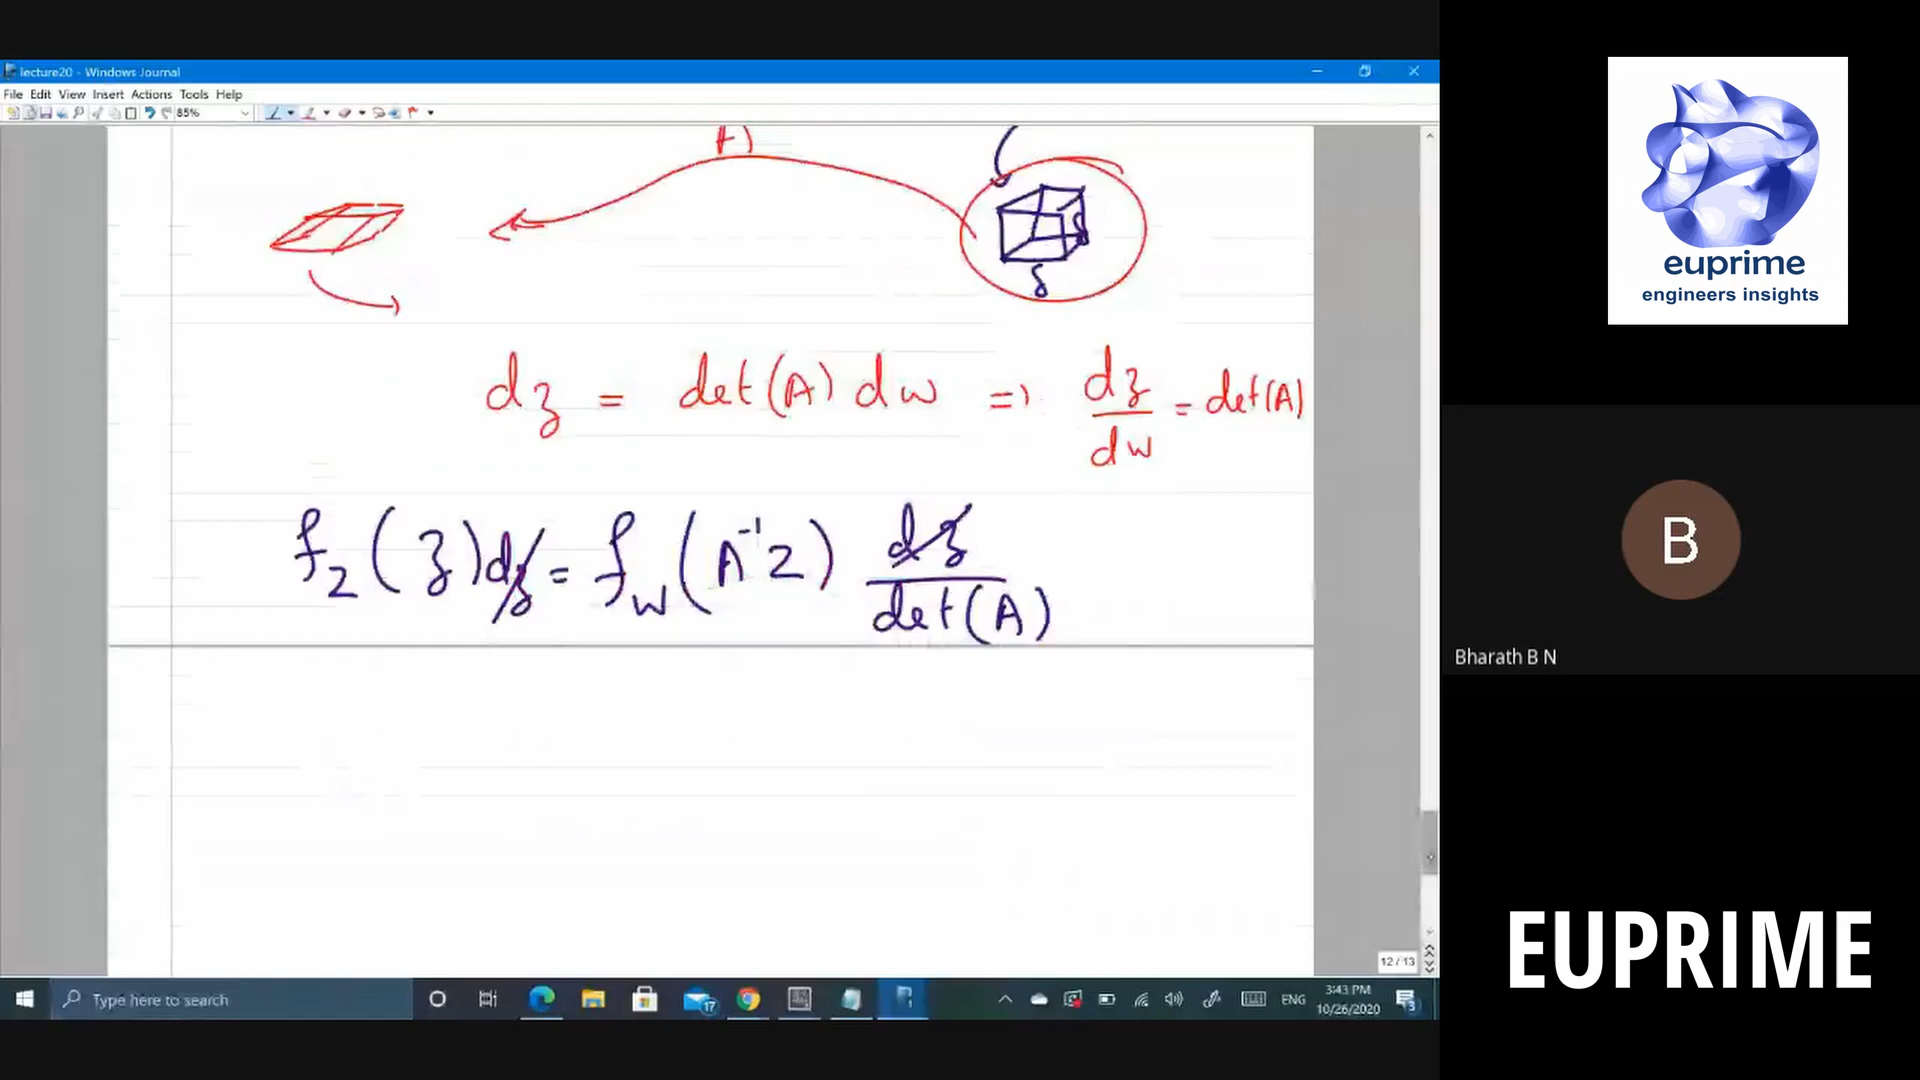 lecture20 - Windows Journal
File Edit View Insert Actions Tools Help
85%
A)
δ
δ
dz = det(A) dw => dz/dw = det(A)
f_Z(z)dz = f_W(A⁻¹z) dz/det(A)
12 / 13
Type here to search
17
ENG
3:43 PM
10/26/2020
3
euprime
engineers insights
B
Bharath B N
EUPRIME